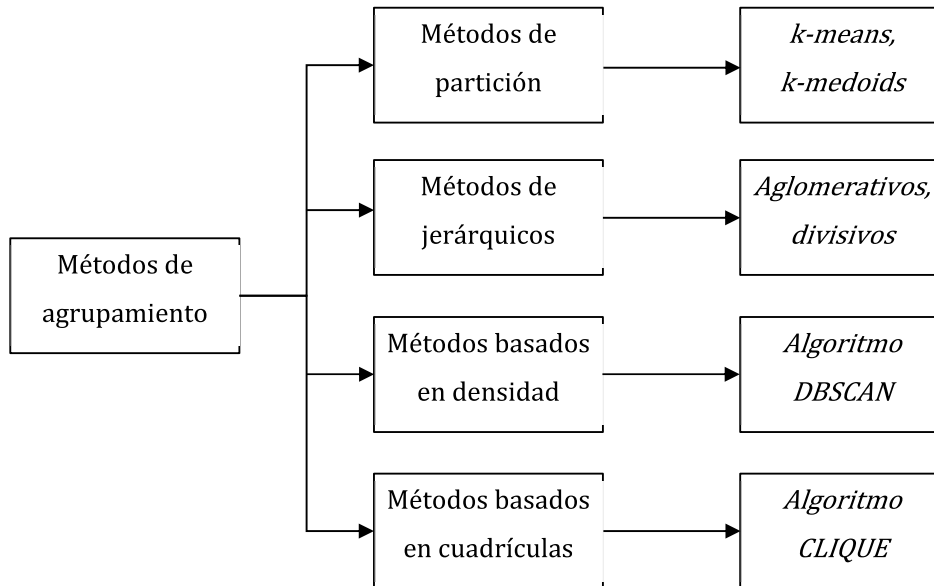 Métodos de
agrupamiento
Métodos de
partición
k-means,
k-medoids
Métodos de
jerárquicos
Aglomerativos,
divisivos
Métodos basados
en densidad
Algoritmo
DBSCAN
Métodos basados
en cuadrículas
Algoritmo
CLIQUE